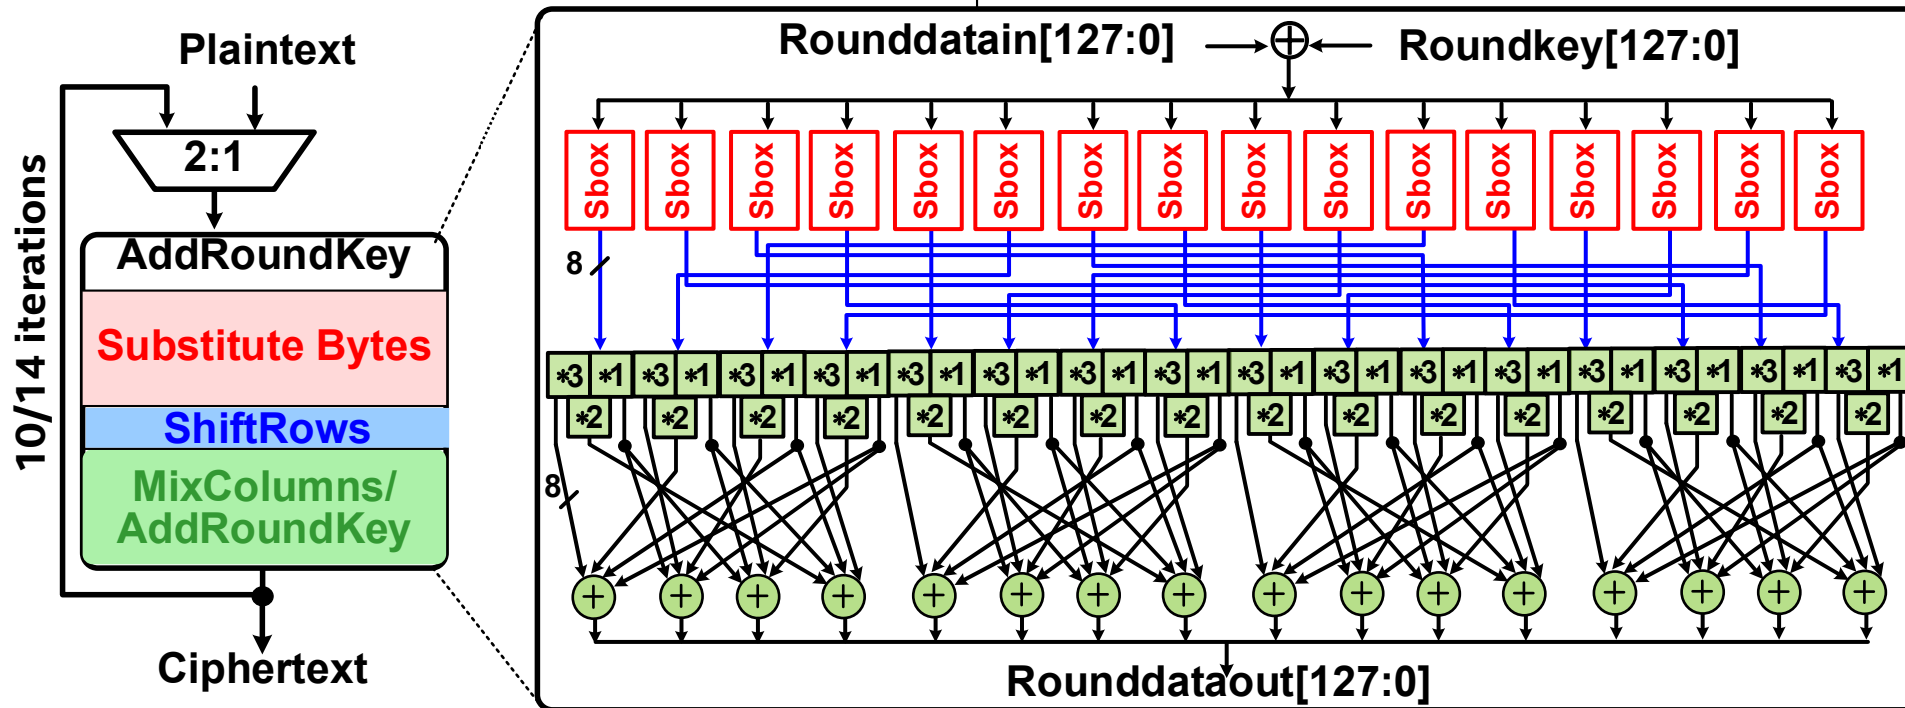 Plaintext
10/14 iterations
2:1
AddRoundKey
Substitute Bytes
ShiftRows
MixColumns/
AddRoundKey
Ciphertext
Rounddatain[127:0] Roundkey[127:0]
Sbox Sbox Sbox Sbox Sbox Sbox Sbox Sbox Sbox Sbox Sbox Sbox Sbox Sbox Sbox Sbox
8
*3 *1 *3 *1 *3 *1 *3 *1 *3 *1 *3 *1 *3 *1 *3 *1 *3 *1 *3 *1 *3 *1 *3 *1 *3 *1 *3 *1 *3 *1 *3 *1
*2 *2 *2 *2 *2 *2 *2 *2 *2 *2 *2 *2 *2 *2 *2 *2
8
+ + + + + + + + + + + + + + + +
Rounddataout[127:0]